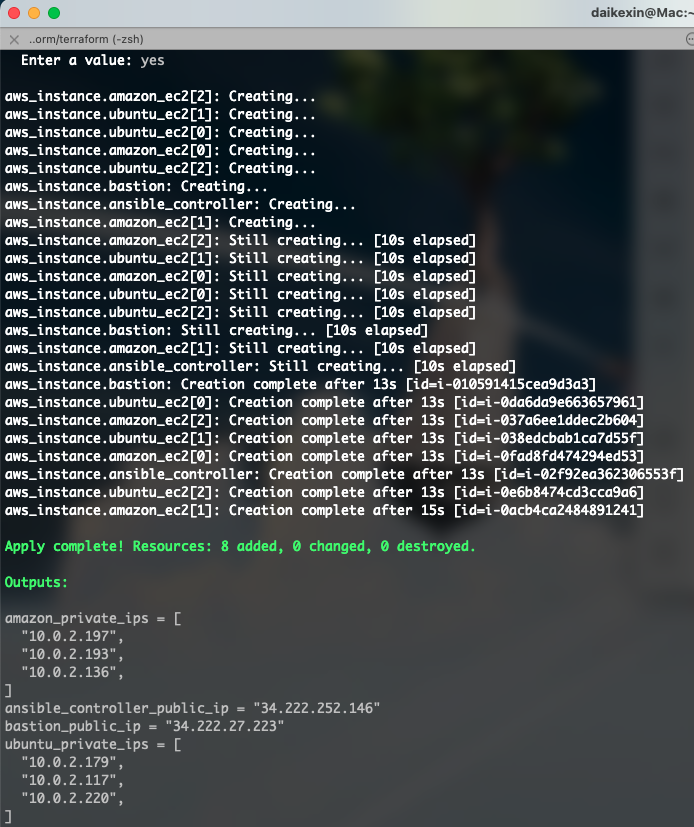 daikexin@Mac:~
..orm/terraform (-zsh)
Enter a value: yes
aws_instance.amazon_ec2[2]: Creating...
aws_instance.ubuntu_ec2[1]: Creating...
aws_instance.ubuntu_ec2[0]: Creating...
aws_instance.amazon_ec2[0]: Creating...
aws_instance.ubuntu_ec2[2]: Creating...
aws_instance.bastion: Creating...
aws_instance.ansible_controller: Creating...
aws_instance.amazon_ec2[1]: Creating...
aws_instance.amazon_ec2[2]: Still creating... [10s elapsed]
aws_instance.ubuntu_ec2[1]: Still creating... [10s elapsed]
aws_instance.amazon_ec2[0]: Still creating... [10s elapsed]
aws_instance.ubuntu_ec2[0]: Still creating... [10s elapsed]
aws_instance.ubuntu_ec2[2]: Still creating... [10s elapsed]
aws_instance.bastion: Still creating... [10s elapsed]
aws_instance.amazon_ec2[1]: Still creating... [10s elapsed]
aws_instance.ansible_controller: Still creating... [10s elapsed]
aws_instance.bastion: Creation complete after 13s [id=i-010591415cea9d3a3]
aws_instance.ubuntu_ec2[0]: Creation complete after 13s [id=i-0da6da9e663657961]
aws_instance.amazon_ec2[2]: Creation complete after 13s [id=i-037a6ee1ddec2b604]
aws_instance.ubuntu_ec2[1]: Creation complete after 13s [id=i-038edcbab1ca7d55f]
aws_instance.amazon_ec2[0]: Creation complete after 13s [id=i-0fad8fd474294ed53]
aws_instance.ansible_controller: Creation complete after 13s [id=i-02f92ea362306553f]
aws_instance.ubuntu_ec2[2]: Creation complete after 13s [id=i-0e6b8474cd3cca9a6]
aws_instance.amazon_ec2[1]: Creation complete after 15s [id=i-0acb4ca2484891241]
Apply complete! Resources: 8 added, 0 changed, 0 destroyed.
Outputs:
amazon_private_ips = [
"10.0.2.197",
"10.0.2.193",
"10.0.2.136",
]
ansible_controller_public_ip = "34.222.252.146"
bastion_public_ip = "34.222.27.223"
ubuntu_private_ips = [
"10.0.2.179",
"10.0.2.117",
"10.0.2.220",
]